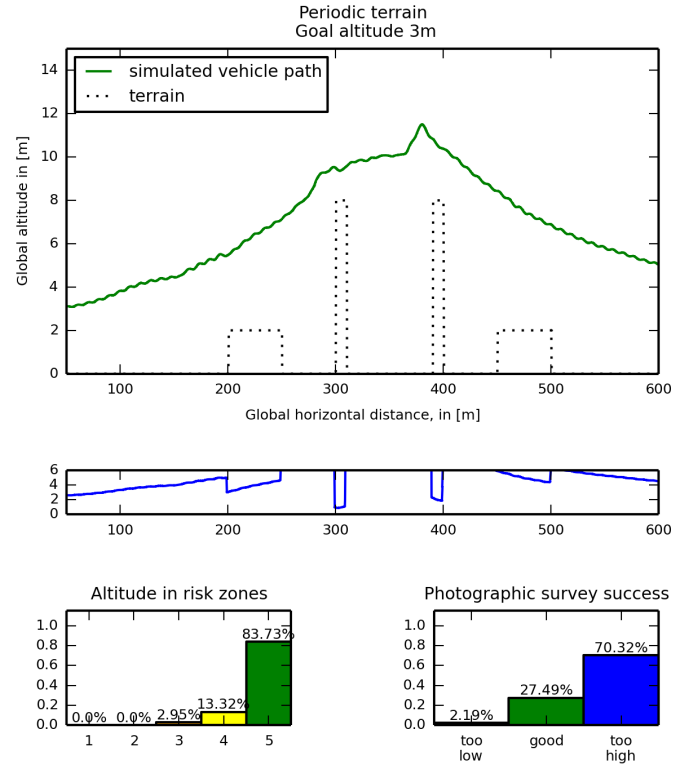 Periodic terrain
Goal altitude 3m
14
12
10
8
6
4
2
0
Global altitude in [m]
simulated vehicle path
terrain
100 200 300 400 500 600
Global horizontal distance, in [m]
6
4
2
0
100 200 300 400 500 600
Altitude in risk zones
1.0
0.8
0.6
0.4
0.2
0.0
0.0% 0.0% 2.95% 13.32% 83.73%
1 2 3 4 5
Photographic survey success
1.0
0.8
0.6
0.4
0.2
0.0
2.19% 27.49% 70.32%
too low good too high